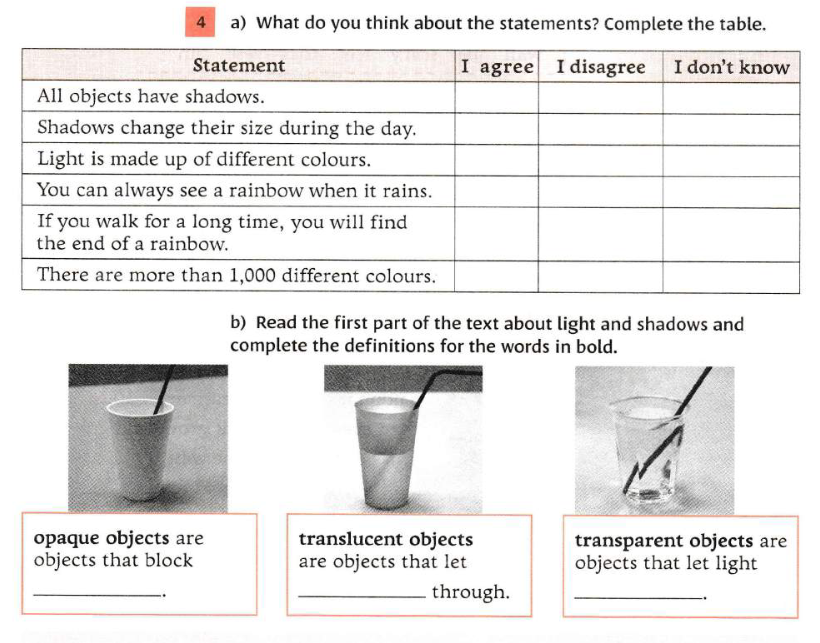 4 a) What do you think about the statements? Complete the table.
Statement I agree I disagree I don't know
All objects have shadows.
Shadows change their size during the day.
Light is made up of different colours.
You can always see a rainbow when it rains.
If you walk for a long time, you will find
the end of a rainbow.
There are more than 1,000 different colours.
b) Read the first part of the text about light and shadows and
complete the definitions for the words in bold.
opaque objects are
objects that block
______________.
translucent objects
are objects that let
______________ through.
transparent objects are
objects that let light
______________.